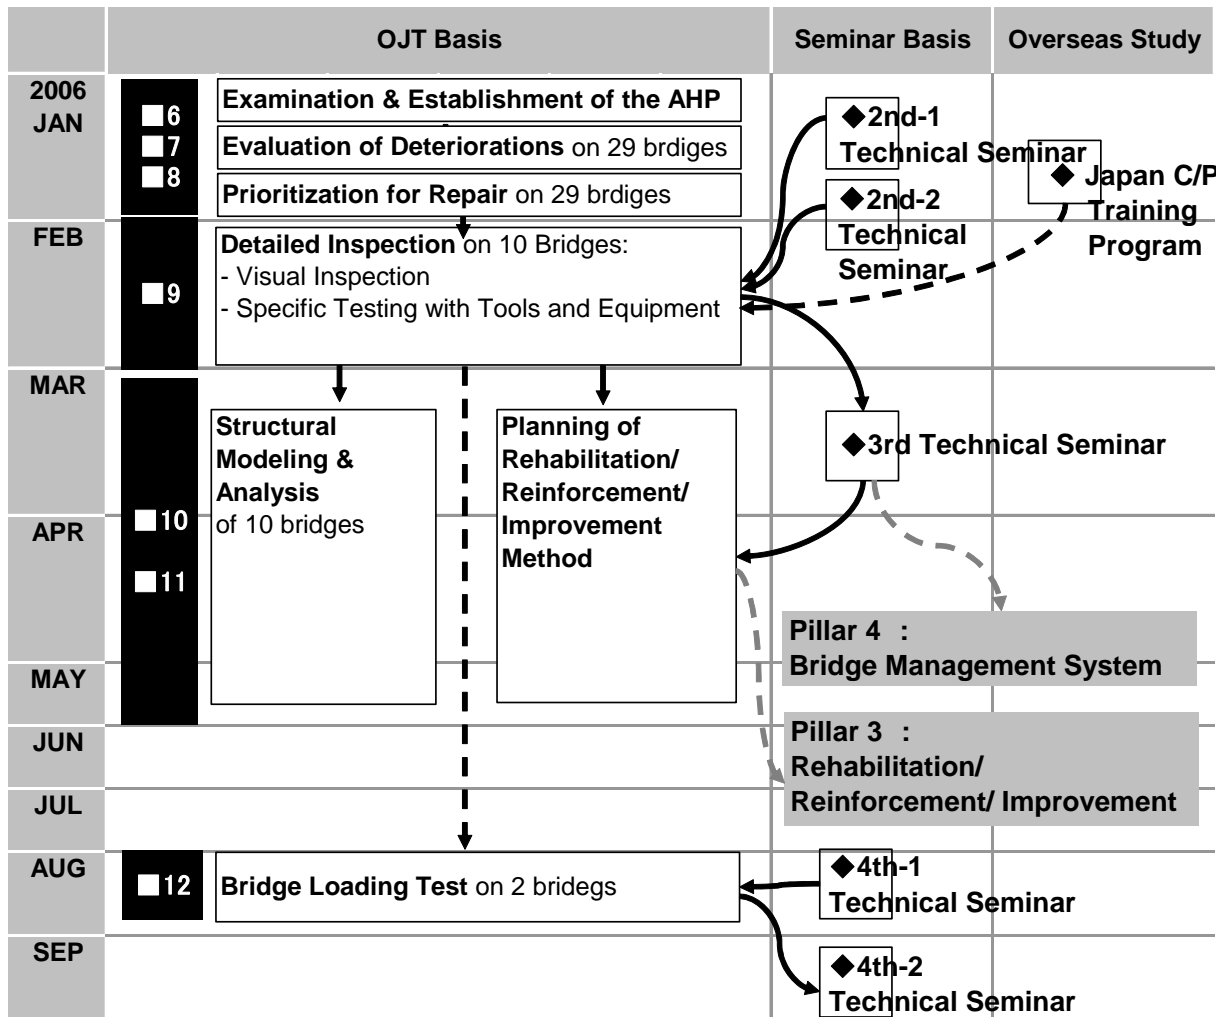 OJT Basis
Seminar Basis
Overseas Study
2006
JAN
■6
■7
■8
Examination & Establishment of the AHP
Evaluation of Deteriorations on 29 brdiges
Prioritization for Repair on 29 brdiges
◆2nd-1
Technical Seminar
◆2nd-2
Technical
Seminar
◆ Japan C/P
Training
Program
FEB
■9
Detailed Inspection on 10 Bridges:
- Visual Inspection
- Specific Testing with Tools and Equipment
MAR
Structural
Modeling &
Analysis
of 10 bridges
Planning of
Rehabilitation/
Reinforcement/
Improvement
Method
◆3rd Technical Seminar
APR
■10
■11
Pillar 4 :
Bridge Management System
MAY
JUN
Pillar 3 :
Rehabilitation/
Reinforcement/ Improvement
JUL
AUG
■12
Bridge Loading Test on 2 bridegs
◆4th-1
Technical Seminar
SEP
◆4th-2
Technical Seminar